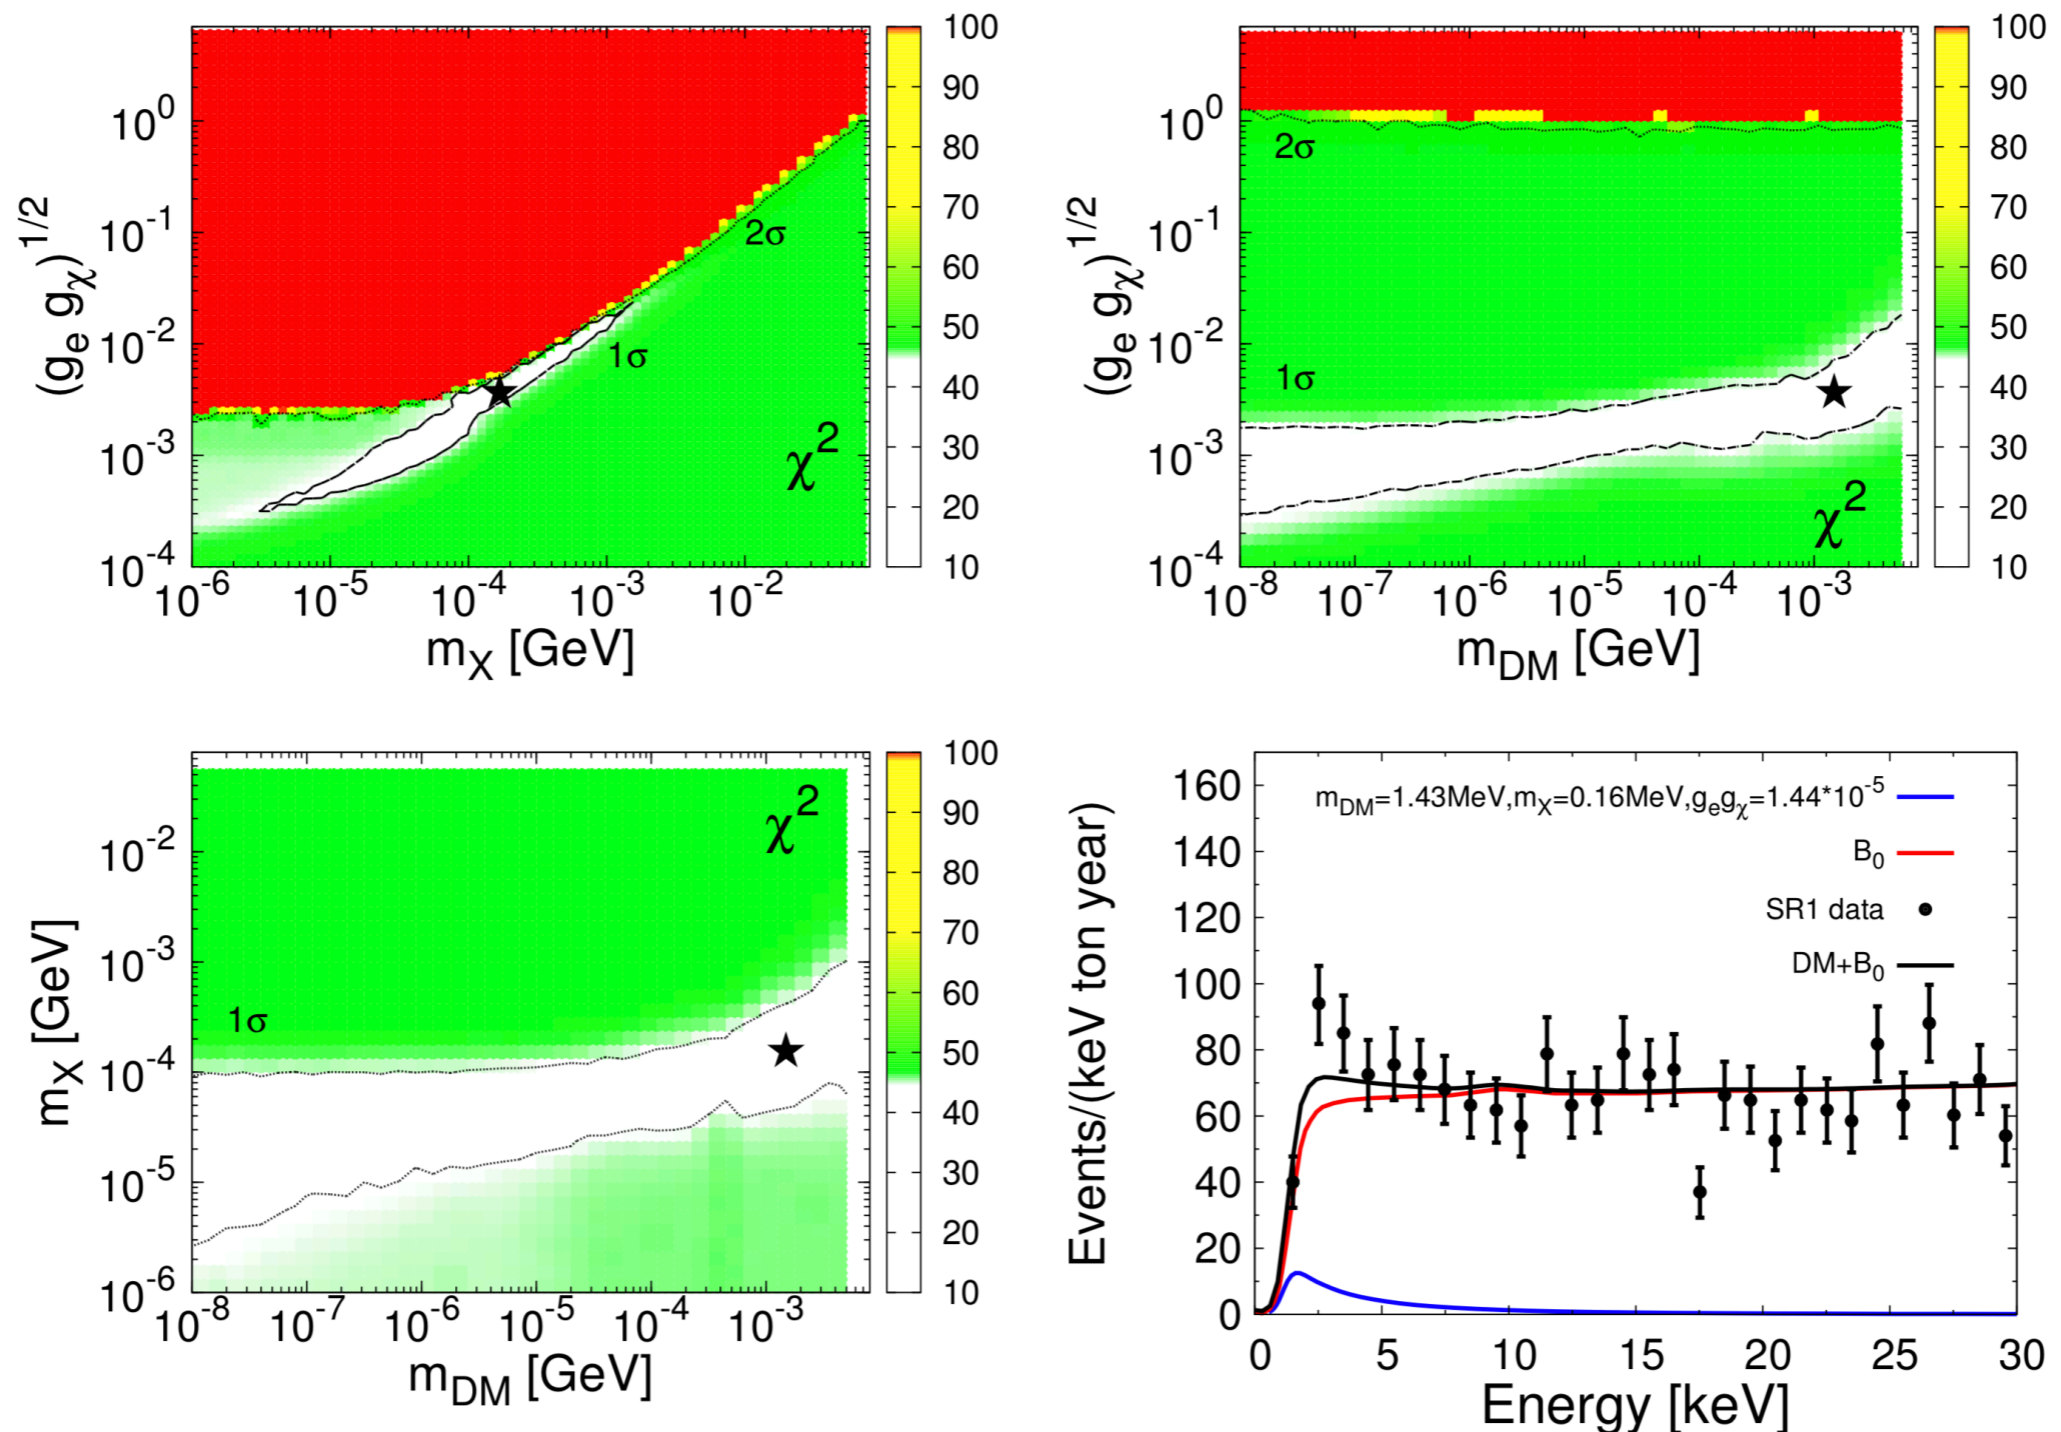 100
90
80
70
60
50
40
30
20
10
10^0
10^-1
10^-2
10^-3
10^-4
(g_e g_χ)^1/2
2σ
1σ
χ^2
10^-6 10^-5 10^-4 10^-3 10^-2
m_X [GeV]
100
90
80
70
60
50
40
30
20
10
10^0
10^-1
10^-2
10^-3
10^-4
(g_e g_χ)^1/2
2σ
1σ
χ^2
10^-8 10^-7 10^-6 10^-5 10^-4 10^-3
m_DM [GeV]
100
90
80
70
60
50
40
30
20
10
10^-2
10^-3
10^-4
10^-5
10^-6
m_X [GeV]
χ^2
1σ
10^-8 10^-7 10^-6 10^-5 10^-4 10^-3
m_DM [GeV]
160
140
120
100
80
60
40
20
0
Events/(keV ton year)
m_DM=1.43MeV,m_X=0.16MeV,g_eg_χ=1.44*10^-5
B_0
SR1 data
DM+B_0
0 5 10 15 20 25 30
Energy [keV]